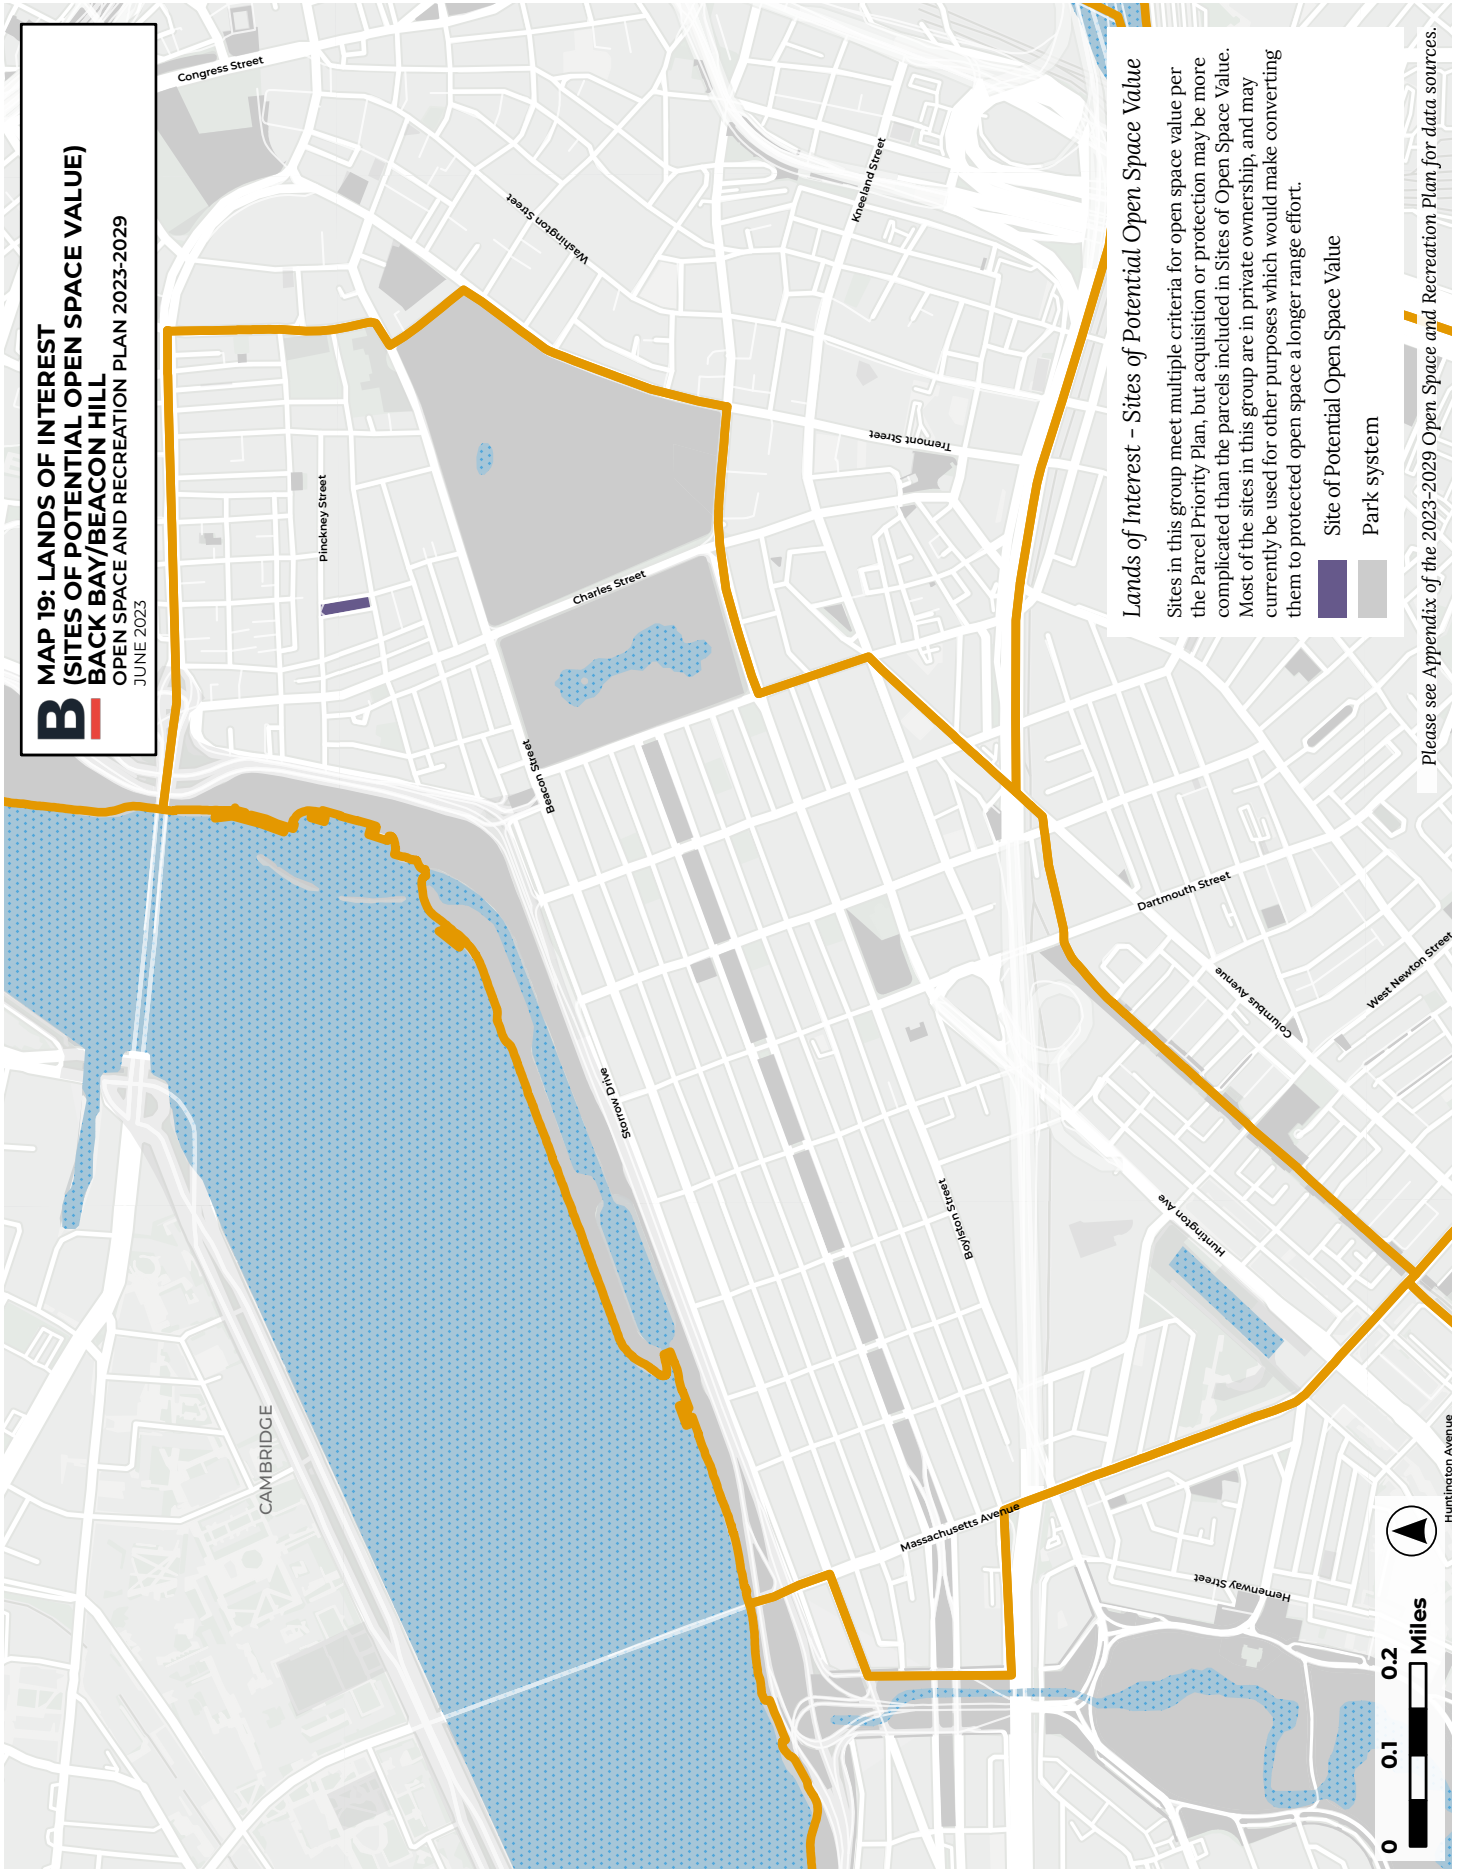 B
MAP 19: LANDS OF INTEREST
(SITES OF POTENTIAL OPEN SPACE VALUE)
BACK BAY/BEACON HILL
OPEN SPACE AND RECREATION PLAN 2023-2029
JUNE 2023
Congress Street
Washington Street
Kneeland Street
Tremont Street
Pinckney Street
Charles Street
Beacon Street
Storrow Drive
Boylston Street
Dartmouth Street
Columbus Avenue
West Newton Street
Huntington Ave
Massachusetts Avenue
Hemenway Street
Huntington Avenue
CAMBRIDGE
Lands of Interest - Sites of Potential Open Space Value
Sites in this group meet multiple criteria for open space value per
the Parcel Priority Plan, but acquisition or protection may be more
complicated than the parcels included in Sites of Open Space Value.
Most of the sites in this group are in private ownership, and may
currently be used for other purposes which would make converting
them to protected open space a longer range effort.
Site of Potential Open Space Value
Park system
Please see Appendix of the 2023-2029 Open Space and Recreation Plan for data sources.
0 0.1 0.2
Miles